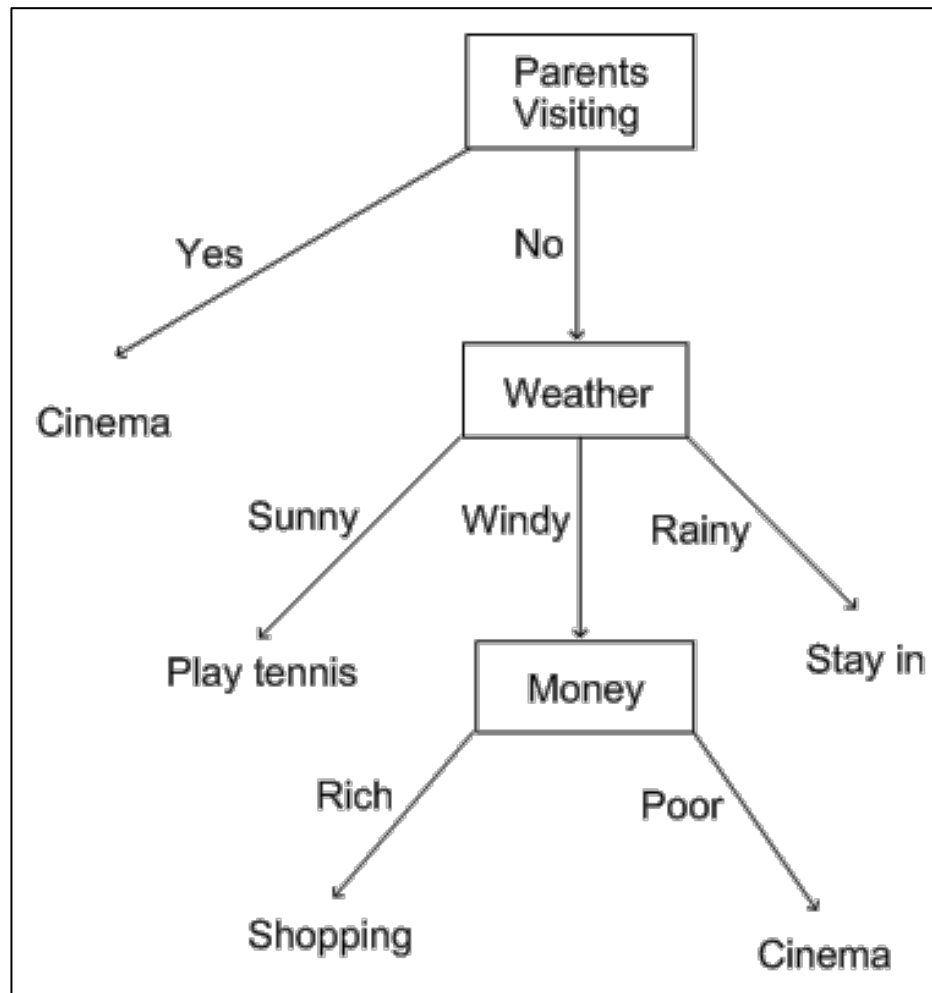 Parents
Visiting
Yes
No
Cinema
Weather
Sunny
Windy
Rainy
Play tennis
Money
Stay in
Rich
Poor
Shopping
Cinema